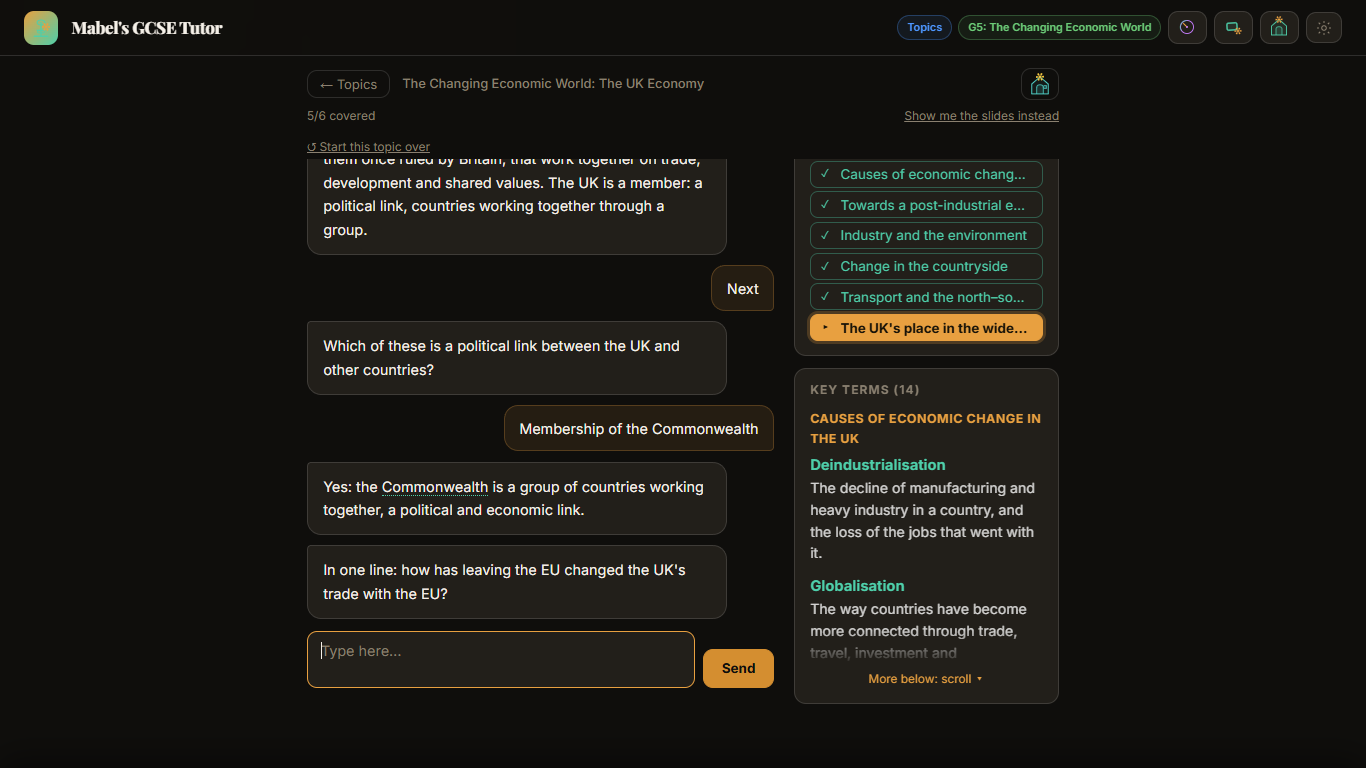 Mabel's GCSE Tutor
Topics
G5: The Changing Economic World
← Topics
The Changing Economic World: The UK Economy
5/6 covered
Show me the slides instead
↺ Start this topic over
them once ruled by Britain, that work together on trade,
development and shared values. The UK is a member: a
political link, countries working together through a
group.
Next
Which of these is a political link between the UK and
other countries?
Membership of the Commonwealth
Yes: the Commonwealth is a group of countries working
together, a political and economic link.
In one line: how has leaving the EU changed the UK's
trade with the EU?
Type here...
Send
✓ Causes of economic chang...
✓ Towards a post-industrial e...
✓ Industry and the environment
✓ Change in the countryside
✓ Transport and the north–so...
▸ The UK's place in the wide...
KEY TERMS (14)
CAUSES OF ECONOMIC CHANGE IN
THE UK
Deindustrialisation
The decline of manufacturing and
heavy industry in a country, and
the loss of the jobs that went with
it.
Globalisation
The way countries have become
more connected through trade,
travel, investment and
More below: scroll ▾